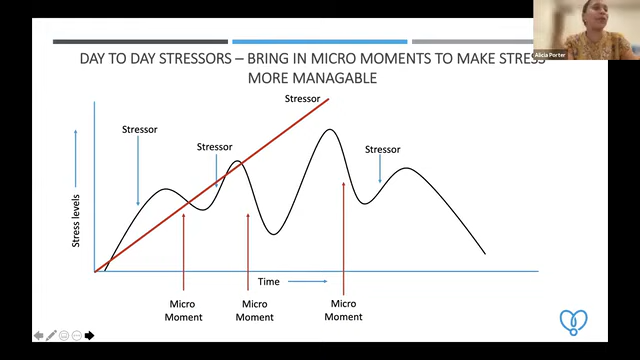 Alicia Porter
DAY TO DAY STRESSORS – BRING IN MICRO MOMENTS TO MAKE STRESS
MORE MANAGABLE
Stressor
Stressor
Stressor
Stressor
Stress levels
Time
Micro
Moment
Micro
Moment
Micro
Moment